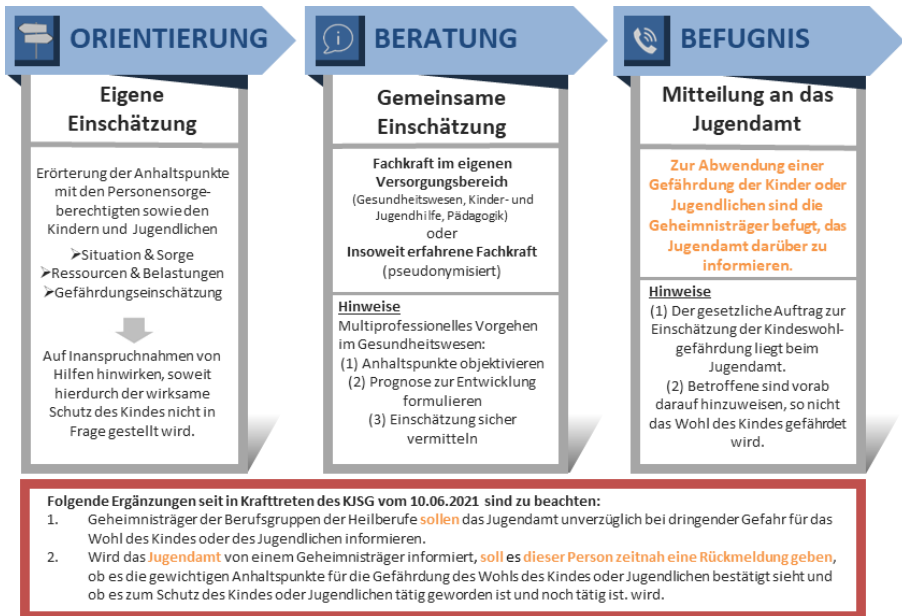 ORIENTIERUNG
Eigene
Einschätzung
Erörterung der Anhaltspunkte
mit den Personensorge-
berechtigten sowie den
Kindern und Jugendlichen
➢Situation & Sorge
➢Ressourcen & Belastungen
➢Gefährdungseinschätzung
Auf Inanspruchnahmen von
Hilfen hinwirken, soweit
hierdurch der wirksame
Schutz des Kindes nicht in
Frage gestellt wird.
BERATUNG
Gemeinsame
Einschätzung
Fachkraft im eigenen
Versorgungsbereich
(Gesundheitswesen, Kinder- und
Jugendhilfe, Pädagogik)
oder
Insoweit erfahrene Fachkraft
(pseudonymisiert)
Hinweise
Multiprofessionelles Vorgehen
im Gesundheitswesen:
(1) Anhaltspunkte objektivieren
(2) Prognose zur Entwicklung
formulieren
(3) Einschätzung sicher
vermitteln
BEFUGNIS
Mitteilung an das
Jugendamt
Zur Abwendung einer
Gefährdung der Kinder oder
Jugendlichen sind die
Geheimnisträger befugt, das
Jugendamt darüber zu
informieren.
Hinweise
(1) Der gesetzliche Auftrag zur
Einschätzung der Kindeswohl-
gefährdung liegt beim
Jugendamt.
(2) Betroffene sind vorab
darauf hinzuweisen, so nicht
das Wohl des Kindes gefährdet
wird.
Folgende Ergänzungen seit in Krafttreten des KJSG vom 10.06.2021 sind zu beachten:
1. Geheimnisträger der Berufsgruppen der Heilberufe sollen das Jugendamt unverzüglich bei dringender Gefahr für das
Wohl des Kindes oder des Jugendlichen informieren.
2. Wird das Jugendamt von einem Geheimnisträger informiert, soll es dieser Person zeitnah eine Rückmeldung geben,
ob es die gewichtigen Anhaltspunkte für die Gefährdung des Wohls des Kindes oder Jugendlichen bestätigt sieht und
ob es zum Schutz des Kindes oder Jugendlichen tätig geworden ist und noch tätig ist. wird.